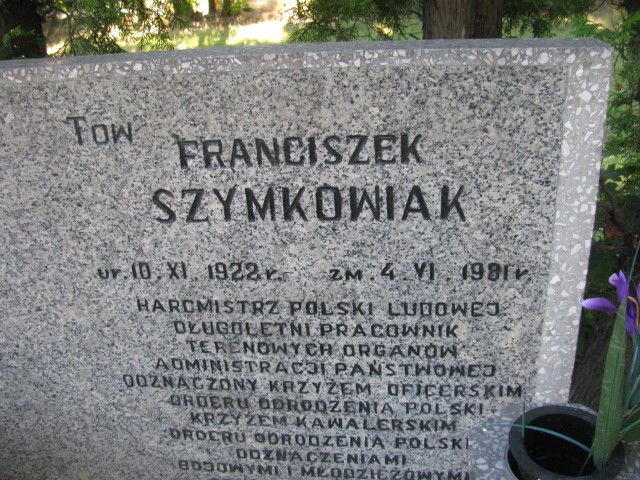 Tow FRANCISZEK
SZYMKOWIAK
ur. 10. XI. 1922 r. zm. 4 VI 1981 r.
HARCMISTRZ POLSKI LUDOWEJ
DŁUGOLETNI PRACOWNIK
TERENOWYCH ORGANÓW
ADMINISTRACJI PAŃSTWOWEJ
ODZNACZONY KRZYŻEM OFICERSKIM
ORDERU ODRODZENIA POLSKI
KRZYŻEM KAWALERSKIM
ORDERU ODRODZENIA POLSKI
ODZNACZENIAMI
BOJOWYMI I MŁODZIEŻOWYMI